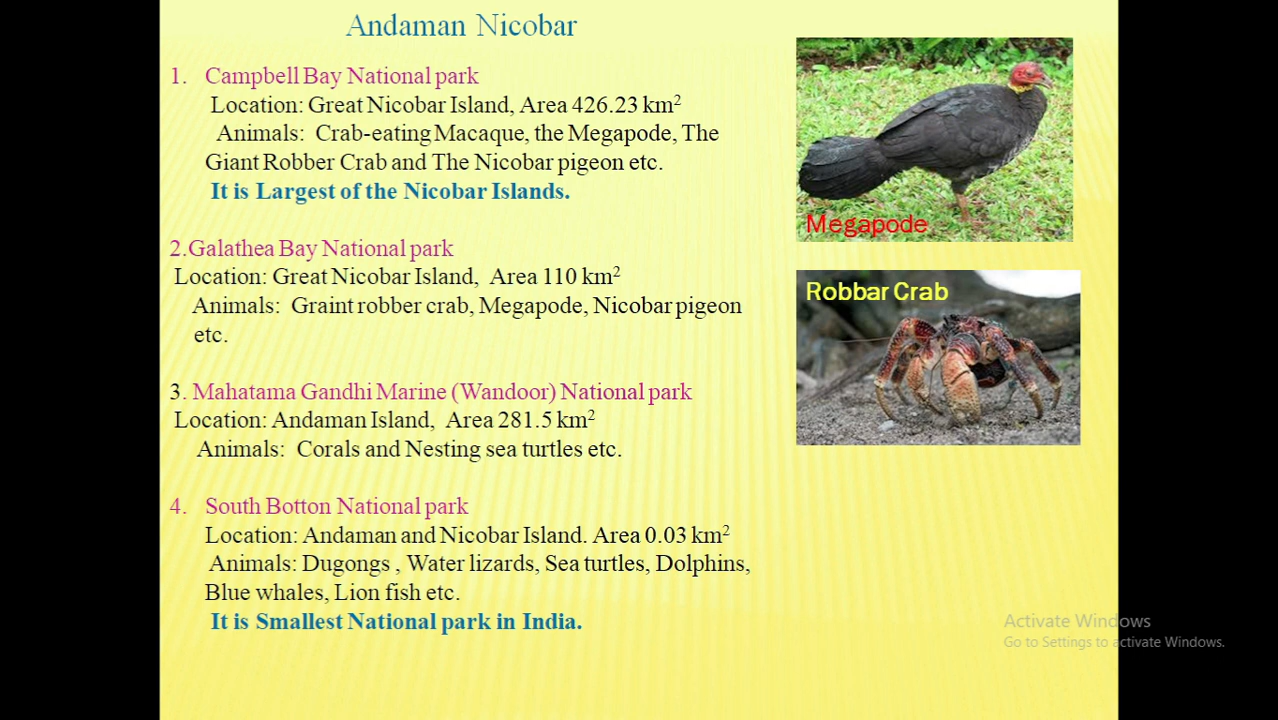 Andaman Nicobar
1. Campbell Bay National park
Location: Great Nicobar Island, Area 426.23 km²
Animals: Crab-eating Macaque, the Megapode, The
Giant Robber Crab and The Nicobar pigeon etc.
It is Largest of the Nicobar Islands.
2.Galathea Bay National park
Location: Great Nicobar Island, Area 110 km²
Animals: Graint robber crab, Megapode, Nicobar pigeon
etc.
3. Mahatama Gandhi Marine (Wandoor) National park
Location: Andaman Island, Area 281.5 km²
Animals: Corals and Nesting sea turtles etc.
4. South Botton National park
Location: Andaman and Nicobar Island. Area 0.03 km²
Animals: Dugongs , Water lizards, Sea turtles, Dolphins,
Blue whales, Lion fish etc.
It is Smallest National park in India.
Megapode
Robbar Crab
Activate Windows
Go to Settings to activate Windows.